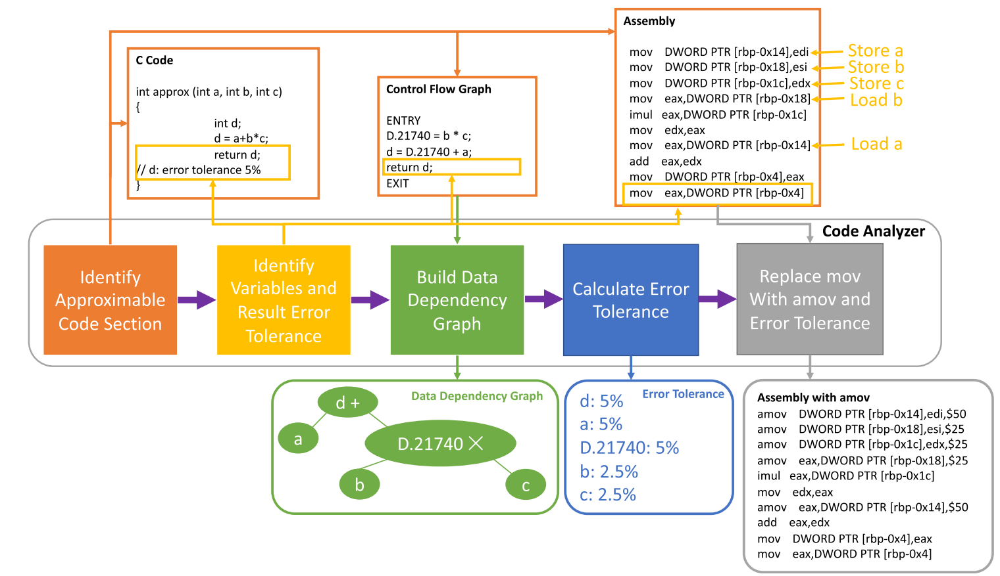 C Code
int approx (int a, int b, int c)
{
int d;
d = a+b*c;
return d;
// d: error tolerance 5%
}
Control Flow Graph
ENTRY
D.21740 = b * c;
d = D.21740 + a;
return d;
EXIT
Assembly
mov DWORD PTR [rbp-0x14],edi
mov DWORD PTR [rbp-0x18],esi
mov DWORD PTR [rbp-0x1c],edx
mov eax,DWORD PTR [rbp-0x18]
imul eax,DWORD PTR [rbp-0x1c]
mov edx,eax
mov eax,DWORD PTR [rbp-0x14]
add eax,edx
mov DWORD PTR [rbp-0x4],eax
mov eax,DWORD PTR [rbp-0x4]
Store a
Store b
Store c
Load b
Load a
Code Analyzer
Identify
Approximable
Code Section
Identify
Variables and
Result Error
Tolerance
Build Data
Dependency
Graph
Calculate Error
Tolerance
Replace mov
With amov and
Error Tolerance
Data Dependency Graph
d +
a
D.21740 ×
b
c
Error Tolerance
d: 5%
a: 5%
D.21740: 5%
b: 2.5%
c: 2.5%
Assembly with amov
amov DWORD PTR [rbp-0x14],edi,$50
amov DWORD PTR [rbp-0x18],esi,$25
amov DWORD PTR [rbp-0x1c],edx,$25
amov eax,DWORD PTR [rbp-0x18],$25
imul eax,DWORD PTR [rbp-0x1c]
mov edx,eax
amov eax,DWORD PTR [rbp-0x14],$50
add eax,edx
mov DWORD PTR [rbp-0x4],eax
mov eax,DWORD PTR [rbp-0x4]